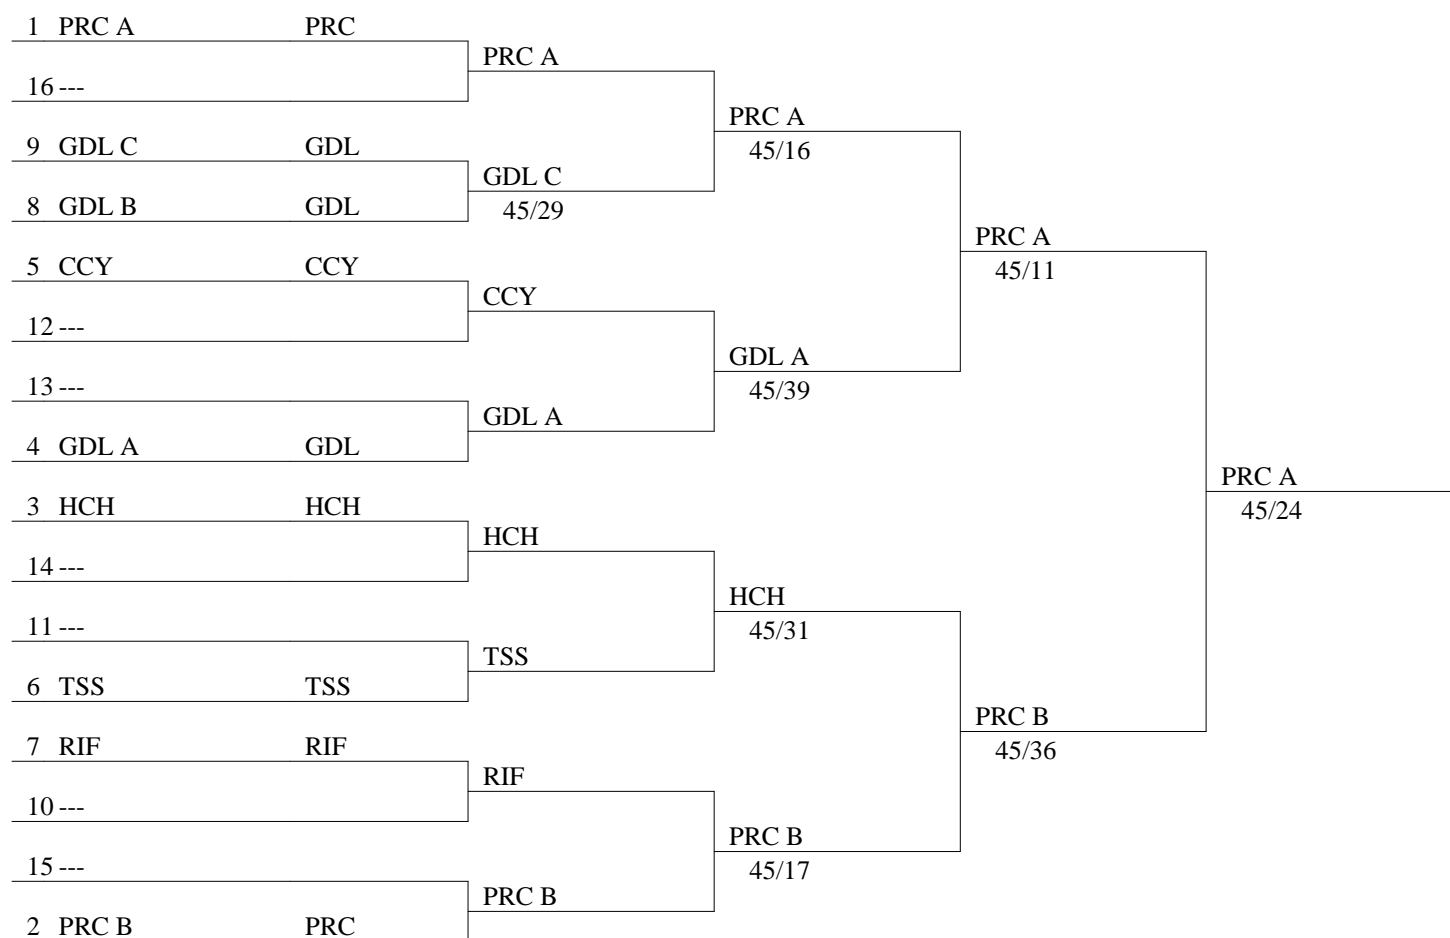 1 PRC A PRC
PRC A
16 ---
PRC A
45/16
9 GDL C GDL
GDL C
45/29
8 GDL B GDL
PRC A
45/11
5 CCY CCY
CCY
12 ---
GDL A
45/39
13 ---
GDL A
4 GDL A GDL
PRC A
45/24
3 HCH HCH
HCH
14 ---
HCH
45/31
11 ---
TSS
6 TSS TSS
PRC B
45/36
7 RIF RIF
RIF
10 ---
PRC B
45/17
15 ---
PRC B
2 PRC B PRC